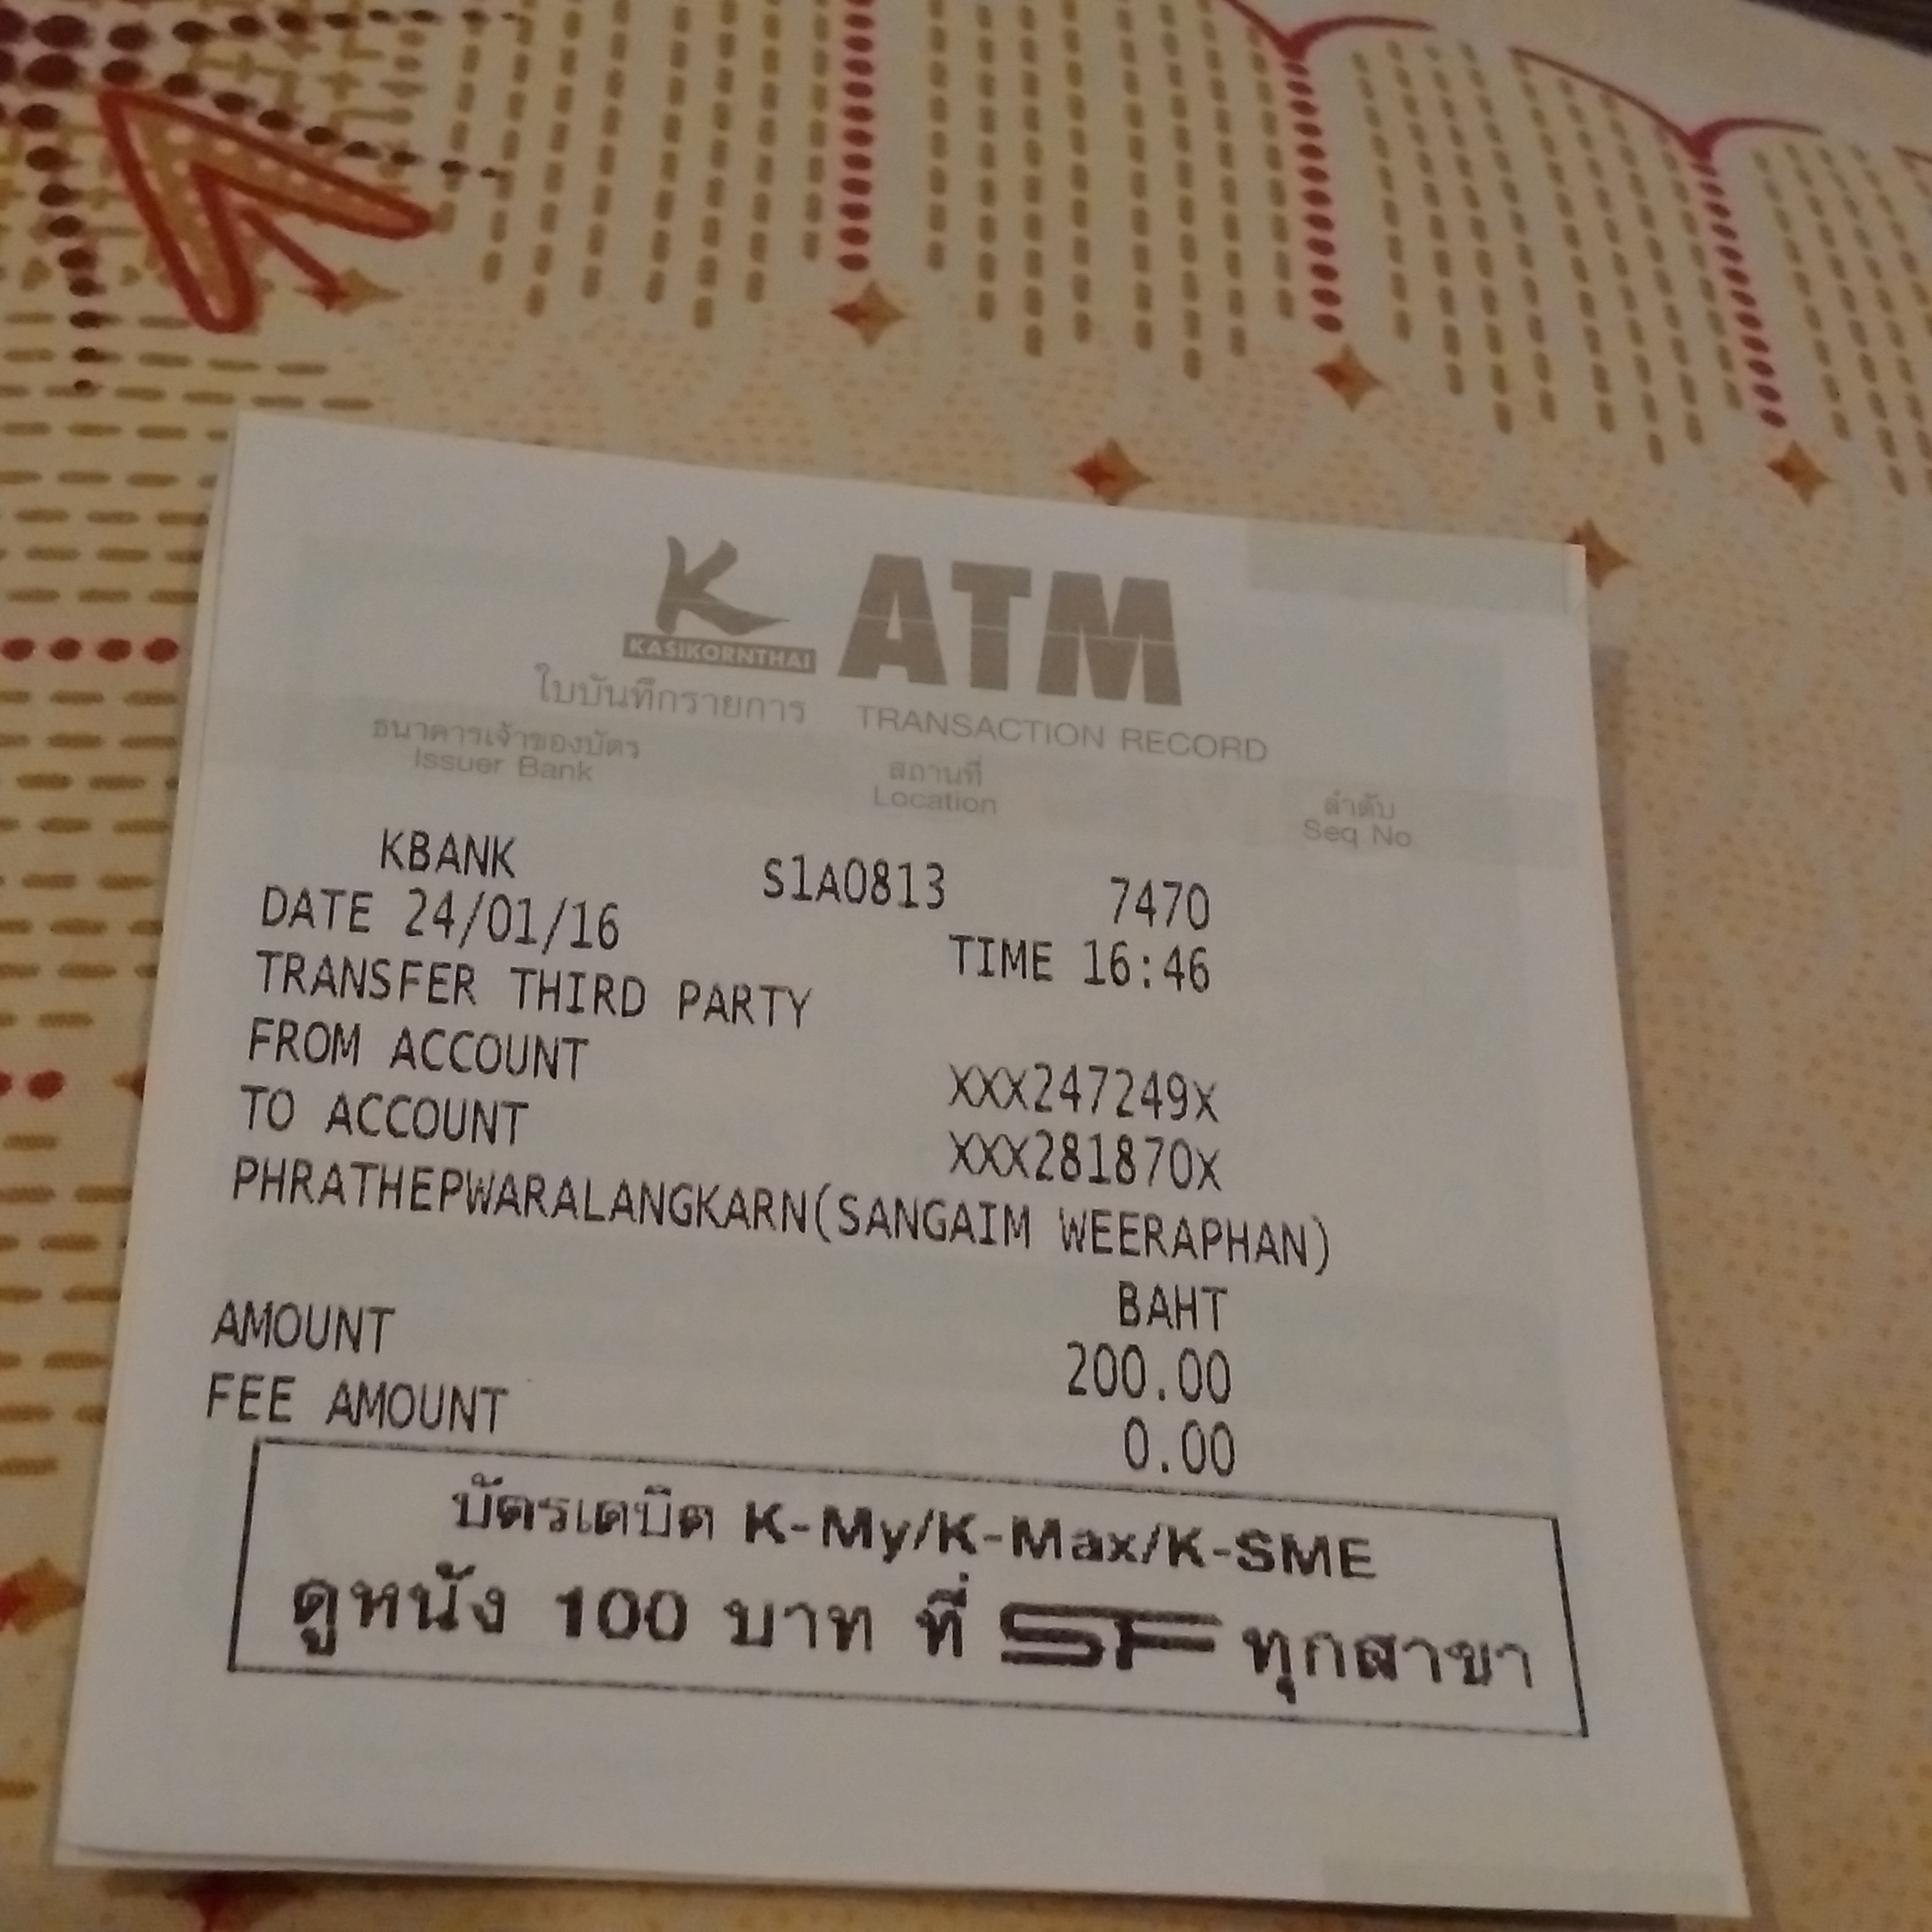 K ATM
KASIKORNTHAI
ใบบันทึกรายการ TRANSACTION RECORD
ธนาคารเจ้าของบัตร สถานที่ ลำดับ
Issuer Bank Location Seq No
KBANK S1A0813 7470
DATE 24/01/16 TIME 16:46
TRANSFER THIRD PARTY
FROM ACCOUNT XXX247249X
TO ACCOUNT XXX281870X
PHRATHEPWARALANGKARN(SANGAIM WEERAPHAN)
BAHT
AMOUNT 200.00
FEE AMOUNT 0.00
บัตรเดบิต K-My/K-Max/K-SME
ดูหนัง 100 บาท ที่ SF ทุกสาขา